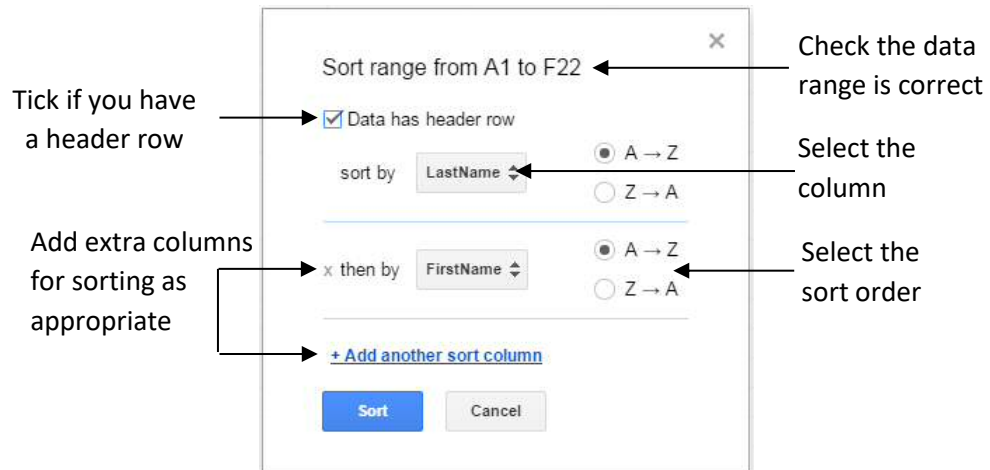 ×
Sort range from A1 to F22
Check the data
range is correct
Tick if you have
a header row
Data has header row
sort by
LastName
A → Z
Z → A
Select the
column
Add extra columns
for sorting as
appropriate
x then by
FirstName
A → Z
Z → A
Select the
sort order
+ Add another sort column
Sort
Cancel